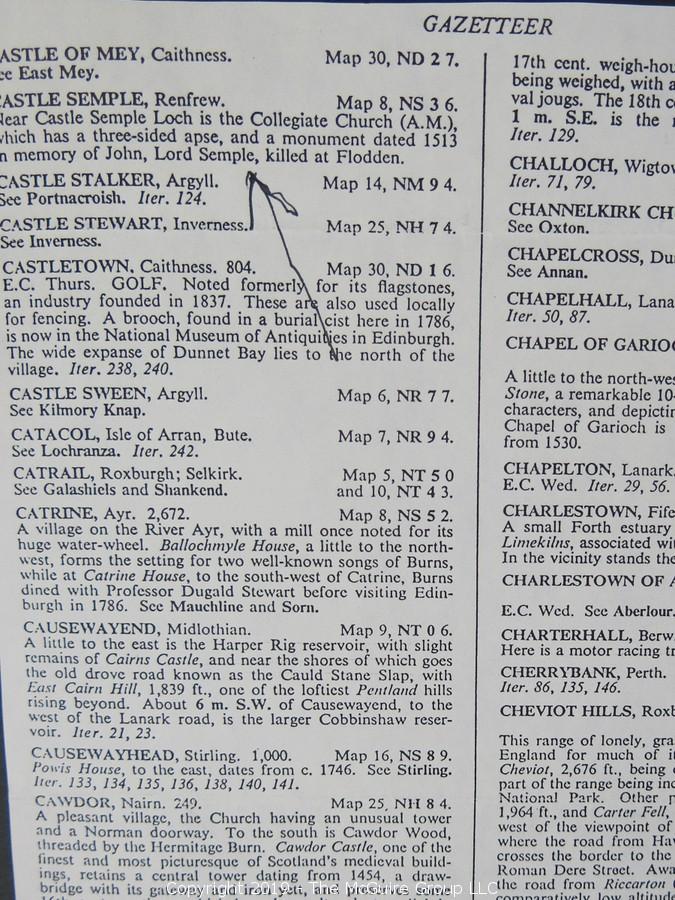 GAZETTEER
ASTLE OF MEY, Caithness. Map 30, ND 2 7.
ee East Mey.
CASTLE SEMPLE, Renfrew. Map 8, NS 3 6.
Near Castle Semple Loch is the Collegiate Church (A.M.),
which has a three-sided apse, and a monument dated 1513
n memory of John, Lord Semple, killed at Flodden.
CASTLE STALKER, Argyll. Map 14, NM 9 4.
See Portnacroish. Iter. 124.
CASTLE STEWART, Inverness. Map 25, NH 7 4.
See Inverness.
CASTLETOWN, Caithness. 804. Map 30, ND 1 6.
E.C. Thurs. GOLF. Noted formerly for its flagstones,
an industry founded in 1837. These are also used locally
for fencing. A brooch, found in a burial cist here in 1786,
is now in the National Museum of Antiquities in Edinburgh.
The wide expanse of Dunnet Bay lies to the north of the
village. Iter. 238, 240.
CASTLE SWEEN, Argyll. Map 6, NR 7 7.
See Kilmory Knap.
CATACOL, Isle of Arran, Bute. Map 7, NR 9 4.
See Lochranza. Iter. 242.
CATRAIL, Roxburgh; Selkirk. Map 5, NT 5 0
See Galashiels and Shankend. and 10, NT 4 3.
CATRINE, Ayr. 2,672. Map 8, NS 5 2.
A village on the River Ayr, with a mill once noted for its
huge water-wheel. Ballochmyle House, a little to the north-
west, forms the setting for two well-known songs of Burns,
while at Catrine House, to the south-west of Catrine, Burns
dined with Professor Dugald Stewart before visiting Edin-
burgh in 1786. See Mauchline and Sorn.
CAUSEWAYEND, Midlothian. Map 9, NT 0 6.
A little to the east is the Harper Rig reservoir, with slight
remains of Cairns Castle, and near the shores of which goes
the old drove road known as the Cauld Stane Slap, with
East Cairn Hill, 1,839 ft., one of the loftiest Pentland hills
rising beyond. About 6 m. S.W. of Causewayend, to the
west of the Lanark road, is the larger Cobbinshaw reser-
voir. Iter. 21, 23.
CAUSEWAYHEAD, Stirling. 1,000. Map 16, NS 8 9.
Powis House, to the east, dates from c. 1746. See Stirling.
Iter. 133, 134, 135, 136, 138, 140, 141.
CAWDOR, Nairn. 249. Map 25, NH 8 4.
A pleasant village, the Church having an unusual tower
and a Norman doorway. To the south is Cawdor Wood,
threaded by the Hermitage Burn. Cawdor Castle, one of the
finest and most picturesque of Scotland's medieval build-
ings, retains a central tower dating from 1454, a draw-
bridge with its
17th cent. weigh-hou
being weighed, with a
val jougs. The 18th c
1 m. S.E. is the
Iter. 129.
CHALLOCH, Wigtow
Iter. 71, 79.
CHANNELKIRK CH
See Oxton.
CHAPELCROSS, Du
See Annan.
CHAPELHALL, Lana
Iter. 50, 87.
CHAPEL OF GARIO
A little to the north-wes
Stone, a remarkable 10-
characters, and depictin
Chapel of Garioch is
from 1530.
CHAPELTON, Lanark.
E.C. Wed. Iter. 29, 56.
CHARLESTOWN, Fife
A small Forth estuary
Limekilns, associated wi
In the vicinity stands the
CHARLESTOWN OF A
E.C. Wed. See Aberlour.
CHARTERHALL, Berw
Here is a motor racing tr
CHERRYBANK, Perth.
Iter. 86, 135, 146.
CHEVIOT HILLS, Roxb
This range of lonely, gra
England for much of it
Cheviot, 2,676 ft., being
part of the range being inc
National Park. Other p
1,964 ft., and Carter Fell,
west of the viewpoint of
where the road from Haw
crosses the border to the
Roman Dere Street. Awa
the road from Riccarton
comparatively low altitude
Copyright 2019 - The McGuire Group LLC